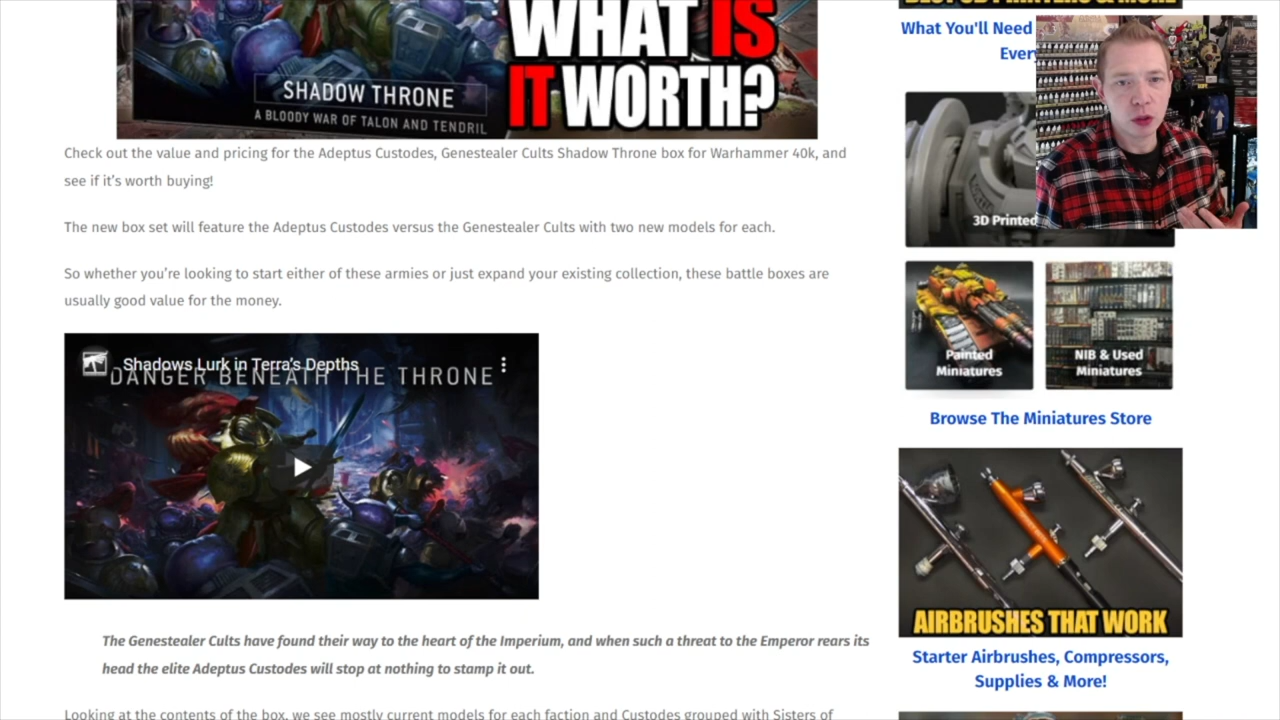 WHAT IS
IT WORTH?
SHADOW THRONE
A BLOODY WAR OF TALON AND TENDRIL
Check out the value and pricing for the Adeptus Custodes, Genestealer Cults Shadow Throne box for Warhammer 40k, and
see if it’s worth buying!
The new box set will feature the Adeptus Custodes versus the Genestealer Cults with two new models for each.
So whether you’re looking to start either of these armies or just expand your existing collection, these battle boxes are
usually good value for the money.
Shadows Lurk in Terra’s Depths
DANGER BENEATH THE THRONE
The Genestealer Cults have found their way to the heart of the Imperium, and when such a threat to the Emperor rears its
head the elite Adeptus Custodes will stop at nothing to stamp it out.
Looking at the contents of the box, we see mostly current models for each faction and Custodes grouped with Sisters of
What You'll Need
3D Printed
Painted
Miniatures
NIB & Used
Miniatures
Browse The Miniatures Store
AIRBRUSHES THAT WORK
Starter Airbrushes, Compressors,
Supplies & More!